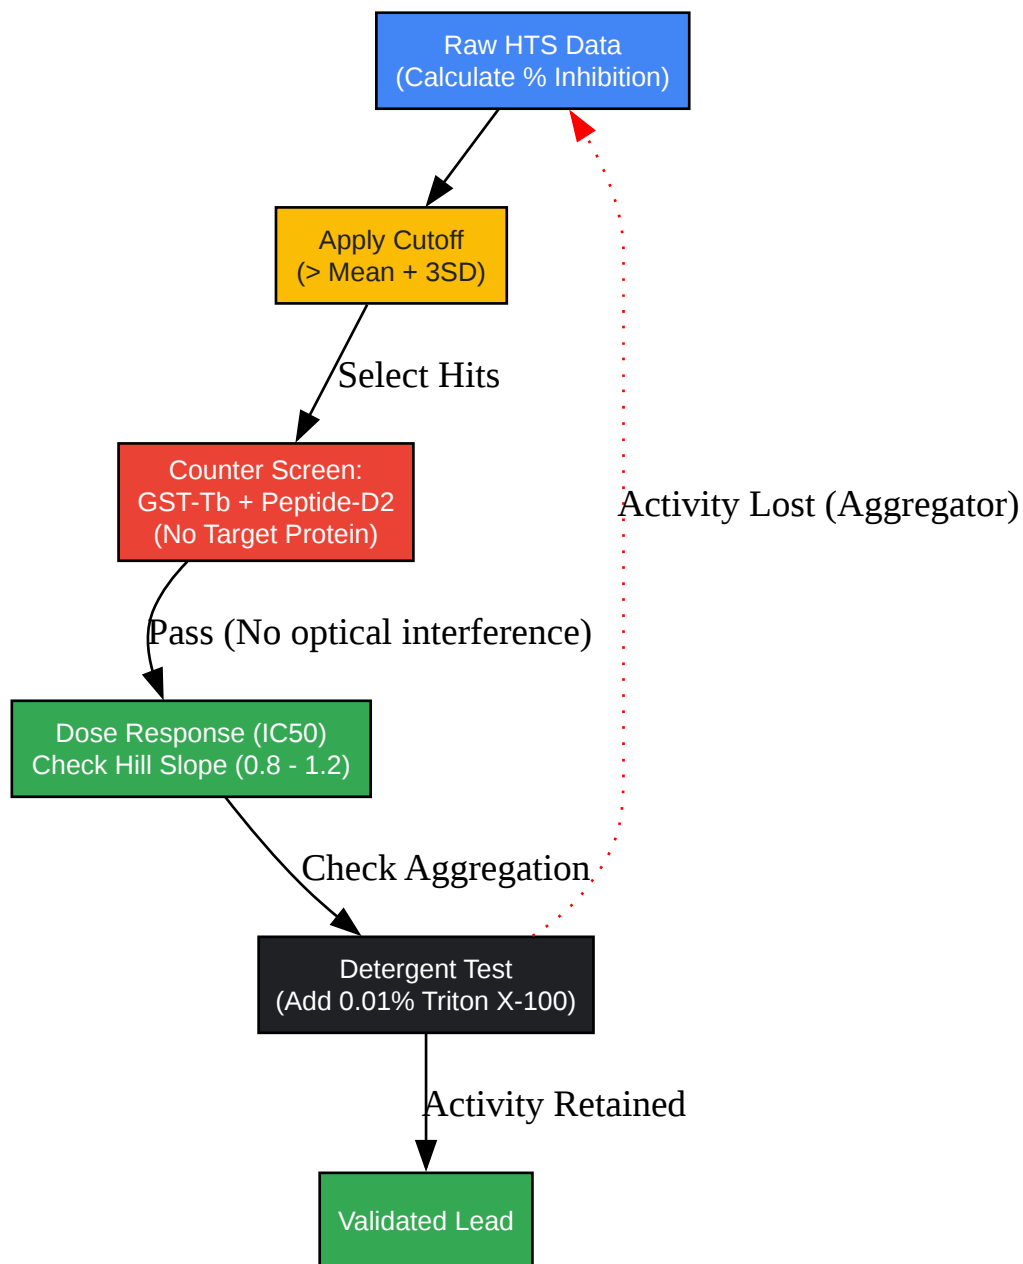 Raw HTS Data
(Calculate % Inhibition)
Apply Cutoff
(> Mean + 3SD)
Select Hits
Counter Screen:
GST-Tb + Peptide-D2
(No Target Protein)
Activity Lost (Aggregator)
Pass (No optical interference)
Dose Response (IC50)
Check Hill Slope (0.8 - 1.2)
Check Aggregation
Detergent Test
(Add 0.01% Triton X-100)
Activity Retained
Validated Lead